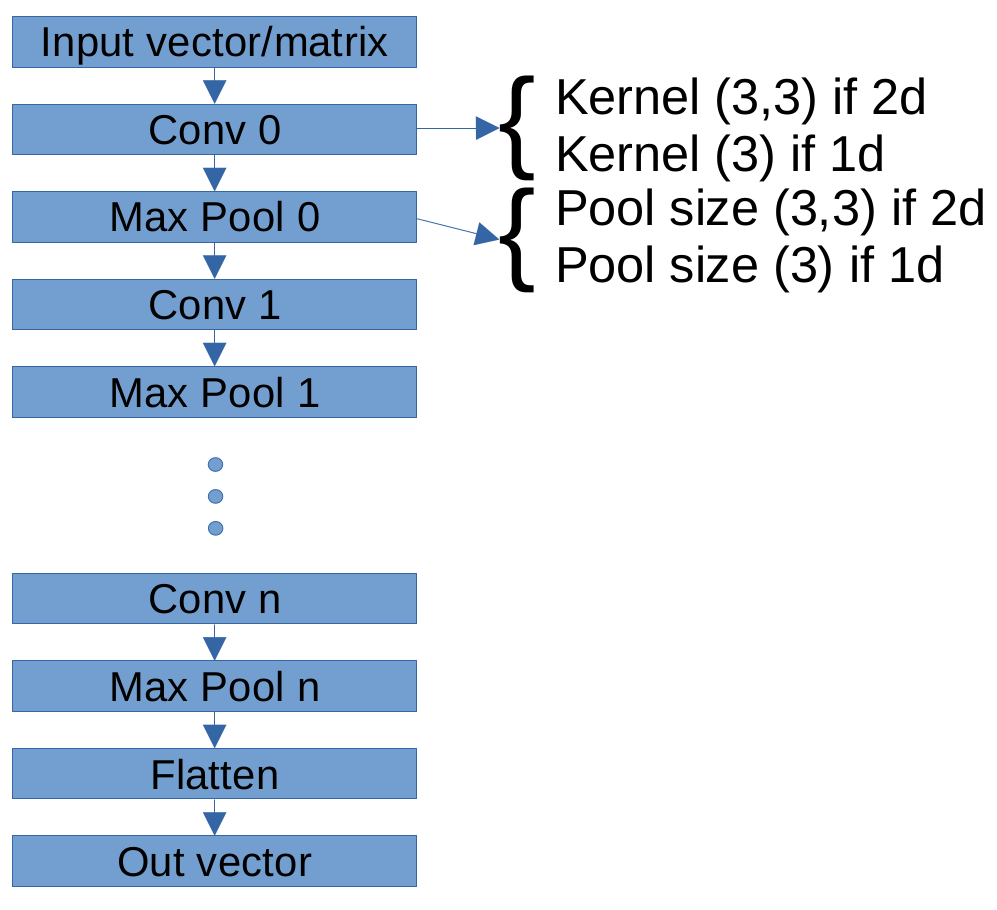 Input vector/matrix
Conv 0
{ Kernel (3,3) if 2d
Kernel (3) if 1d
Max Pool 0
{ Pool size (3,3) if 2d
Pool size (3) if 1d
Conv 1
Max Pool 1
Conv n
Max Pool n
Flatten
Out vector